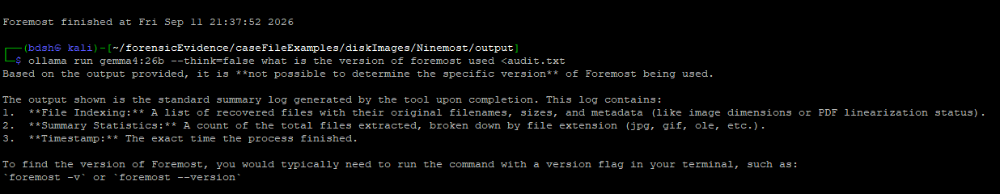 Foremost finished at Fri Sep 11 21:37:52 2026
┌──(bdsh㉿ kali)-[~/forensicEvidence/caseFileExamples/diskImages/Ninemost/output]
└─$ ollama run gemma4:26b --think=false what is the version of foremost used <audit.txt
Based on the output provided, it is **not possible to determine the specific version** of Foremost being used.
The output shown is the standard summary log generated by the tool upon completion. This log contains:
1.  **File Indexing:** A list of recovered files with their original filenames, sizes, and metadata (like image dimensions or PDF linearization status).
2.  **Summary Statistics:** A count of the total files extracted, broken down by file extension (jpg, gif, ole, etc.).
3.  **Timestamp:** The exact time the process finished.
To find the version of Foremost, you would typically need to run the command with a version flag in your terminal, such as:
`foremost -v` or `foremost --version`